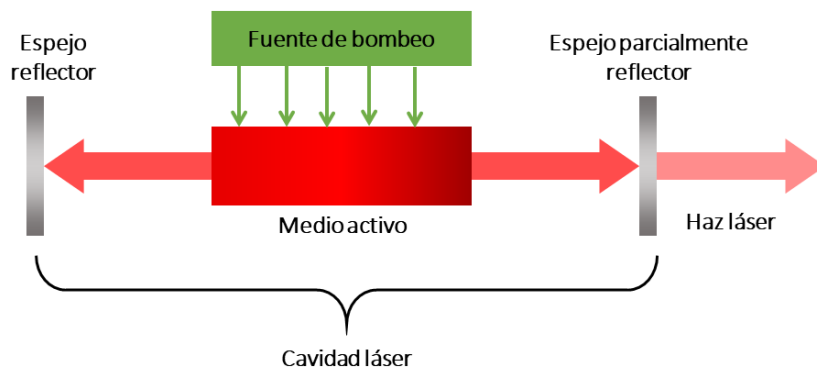 Espejo
reflector
Fuente de bombeo
Espejo parcialmente
reflector
Medio activo
Haz láser
Cavidad láser